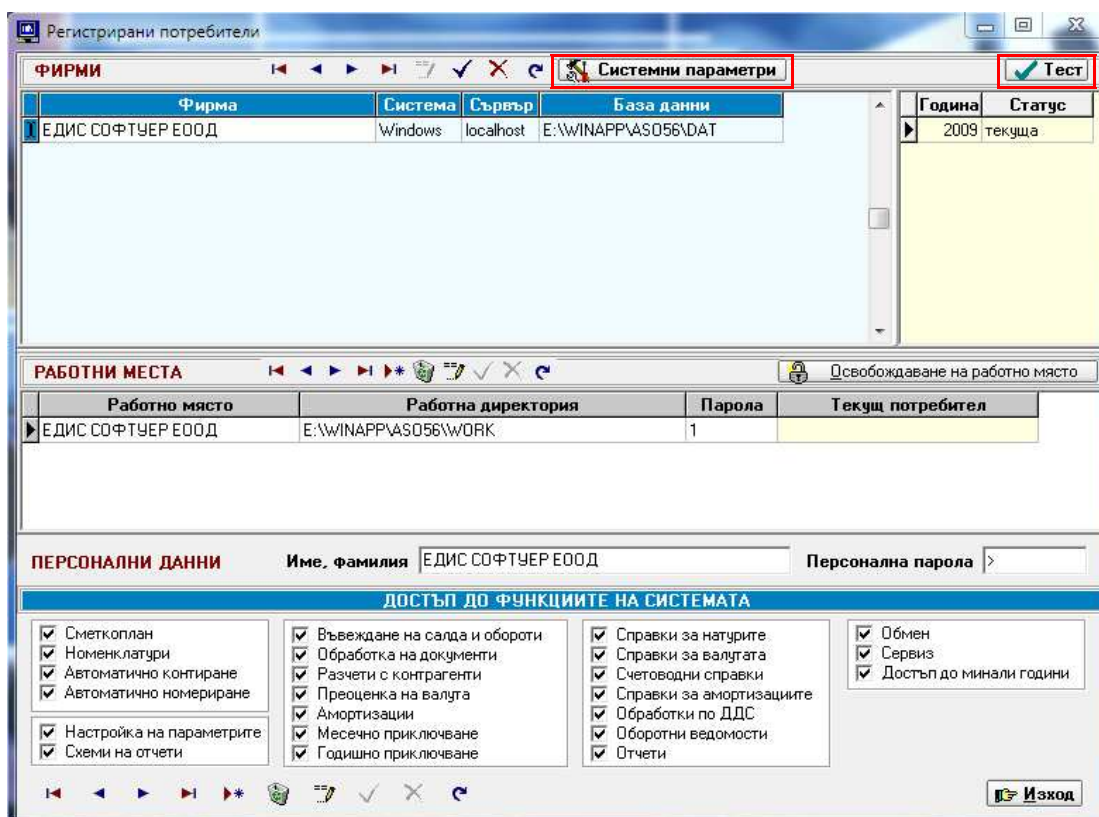 Регистрирани потребители
ФИРМИ Системни параметри Тест
Фирма Система Сървър База данни Година Статус
ЕДИС СОФТУЕР ЕООД Windows localhost E:\WINAPP\ASO56\DAT 2009 текуща
РАБОТНИ МЕСТА Освобождаване на работно място
Работно място Работна директория Парола Текущ потребител
ЕДИС СОФТУЕР ЕООД E:\WINAPP\ASO56\WORK 1
ПЕРСОНАЛНИ ДАННИ Име, фамилия ЕДИС СОФТУЕР ЕООД Персонална парола >
ДОСТЪП ДО ФУНКЦИИТЕ НА СИСТЕМАТА
Сметкоплан Въвеждане на салда и обороти Справки за натурите Обмен
Номенклатури Обработка на документи Справки за валутата Сервиз
Автоматично контиране Разчети с контрагенти Счетоводни справки Достъп до минали години
Автоматично номериране Преоценка на валута Справки за амортизациите
Амортизации Обработки по ДДС
Настройка на параметрите Месечно приключване Оборотни ведомости
Схеми на отчети Годишно приключване Отчети
Изход